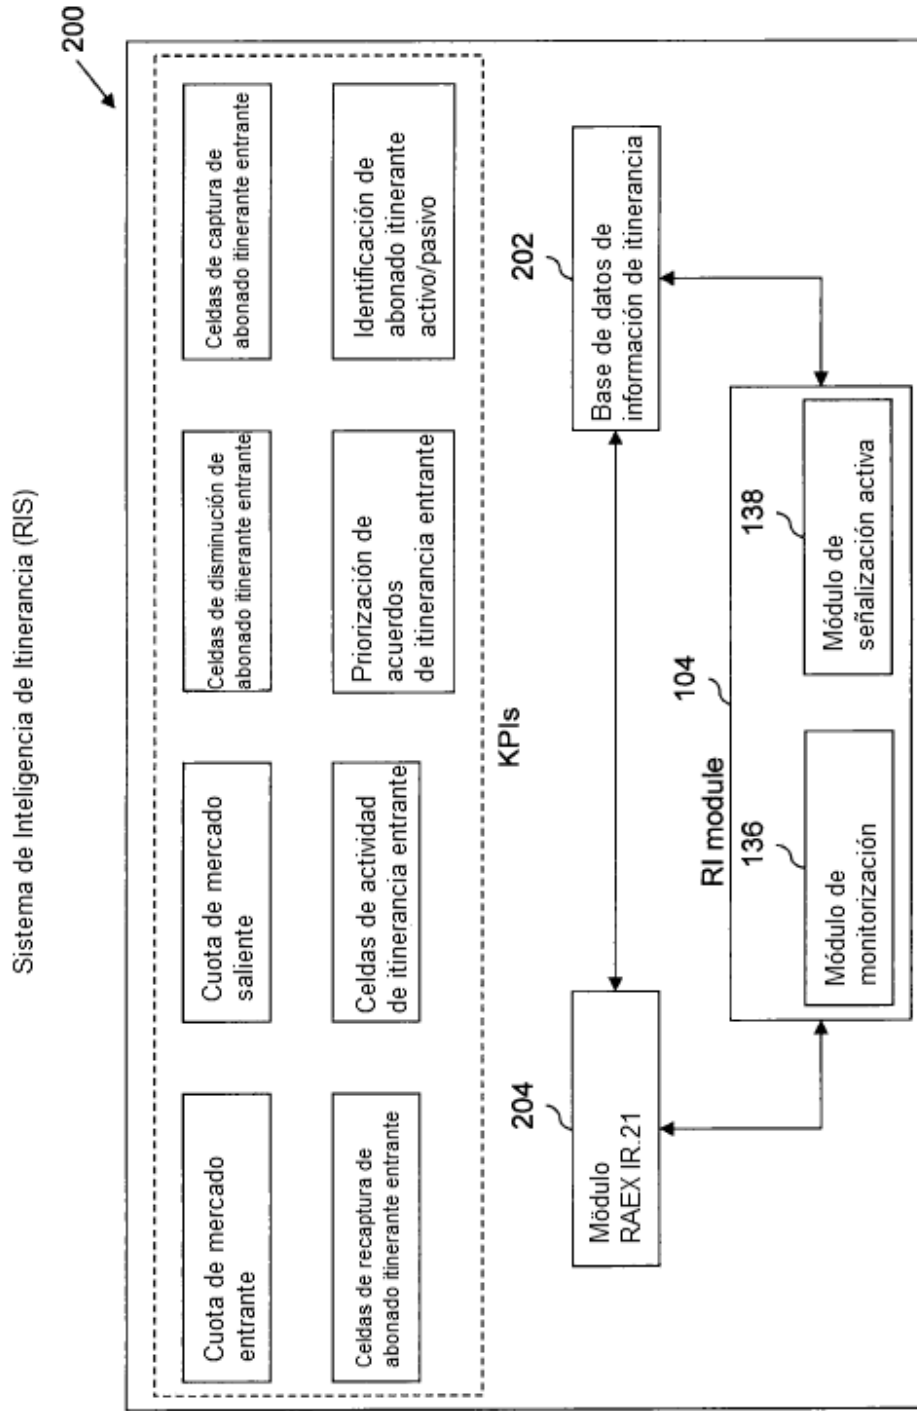 Sistema de Inteligencia de Itinerancia (RIS)
200
Cuota de mercado
entrante
Cuota de mercado
saliente
Celdas de disminución de
abonado itinerante entrante
Celdas de captura de
abonado itinerante entrante
Celdas de recaptura de
abonado itinerante entrante
Celdas de actividad
de itinerancia entrante
Priorización de
acuerdos
de itinerancia entrante
Identificación de
abonado itinerante
activo/pasivo
KPIs
204
Módulo
RAEX IR.21
202
Base de datos de
información de itinerancia
RI module
104
136
Módulo de
monitorización
138
Módulo de
señalización activa